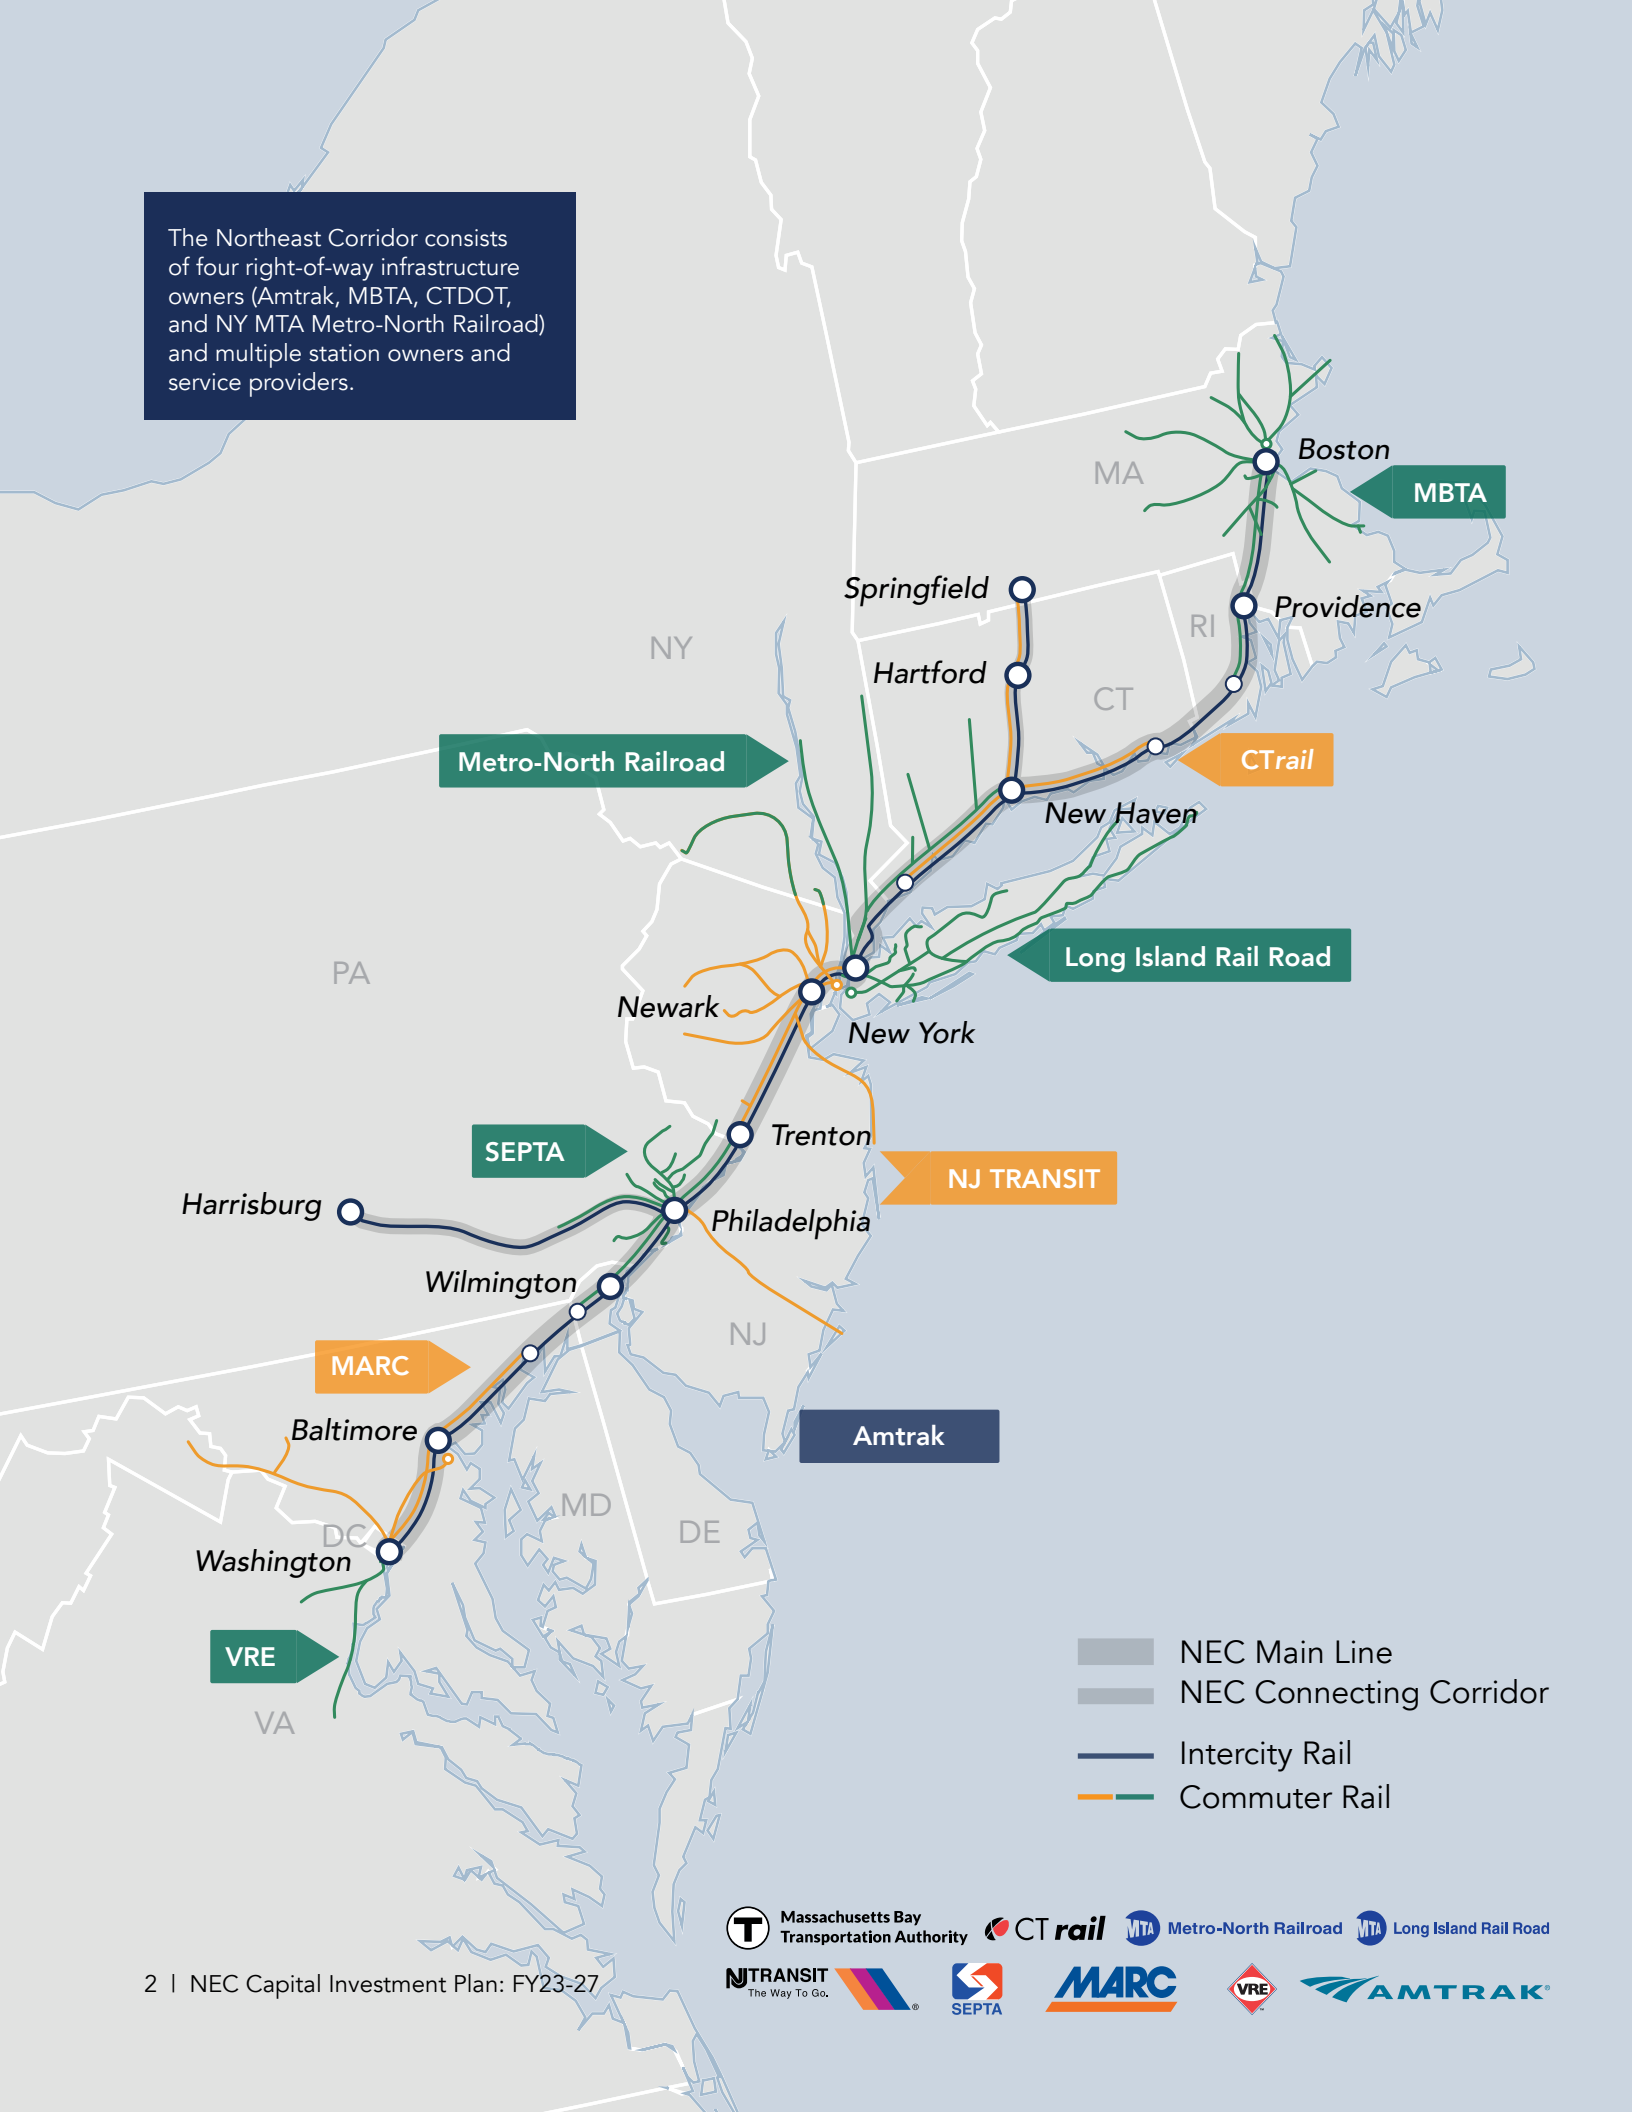 The Northeast Corridor consists
of four right-of-way infrastructure
owners (Amtrak, MBTA, CTDOT,
and NY MTA Metro-North Railroad)
and multiple station owners and
service providers.
Boston
MA
MBTA
Springfield
Providence
RI
NY
Hartford
CT
Metro-North Railroad
CTrail
New Haven
Long Island Rail Road
PA
Newark
New York
Trenton
SEPTA
NJ TRANSIT
Harrisburg
Philadelphia
Wilmington
NJ
MARC
Baltimore
Amtrak
MD
DE
DC
Washington
VRE
VA
NEC Main Line
NEC Connecting Corridor
Intercity Rail
Commuter Rail
T
Massachusetts Bay
Transportation Authority
CT rail
MTA Metro-North Railroad
MTA Long Island Rail Road
NJ TRANSIT
The Way To Go.
SEPTA
MARC
VRE
AMTRAK®
2 | NEC Capital Investment Plan: FY23-27